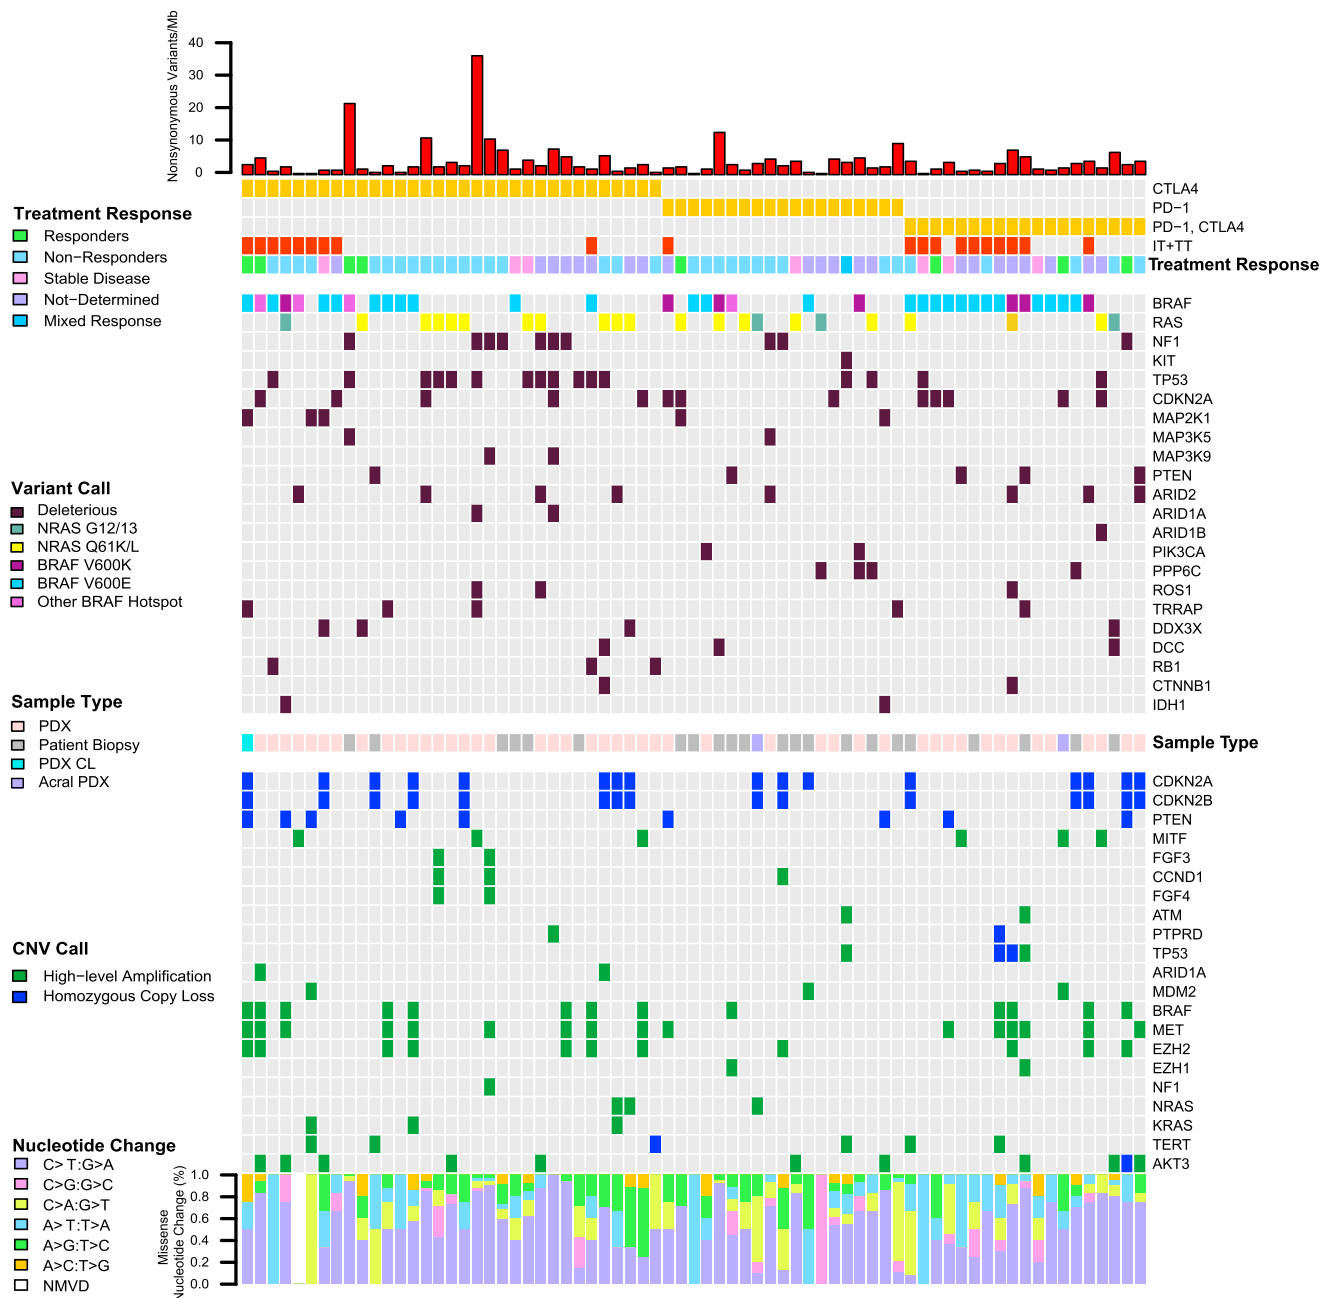 Nonsynonymous Variants/Mb
40
30
20
10
0
CTLA4
PD−1
PD−1, CTLA4
IT+TT
Treatment Response
Treatment Response
Responders
Non−Responders
Stable Disease
Not−Determined
Mixed Response
BRAF
RAS
NF1
KIT
TP53
CDKN2A
MAP2K1
MAP3K5
MAP3K9
PTEN
ARID2
ARID1A
ARID1B
PIK3CA
PPP6C
ROS1
TRRAP
DDX3X
DCC
RB1
CTNNB1
IDH1
Variant Call
Deleterious
NRAS G12/13
NRAS Q61K/L
BRAF V600K
BRAF V600E
Other BRAF Hotspot
Sample Type
PDX
Patient Biopsy
PDX CL
Acral PDX
Sample Type
CDKN2A
CDKN2B
PTEN
MITF
FGF3
CCND1
FGF4
ATM
PTPRD
TP53
ARID1A
MDM2
BRAF
MET
EZH2
EZH1
NF1
NRAS
KRAS
TERT
AKT3
CNV Call
High−level Amplification
Homozygous Copy Loss
Nucleotide Change
C> T:G>A
C>G:G>C
C>A:G>T
A> T:T>A
A>G:T>C
A>C:T>G
NMVD
Missense
Nucleotide Change (%)
1.0
0.8
0.6
0.4
0.2
0.0